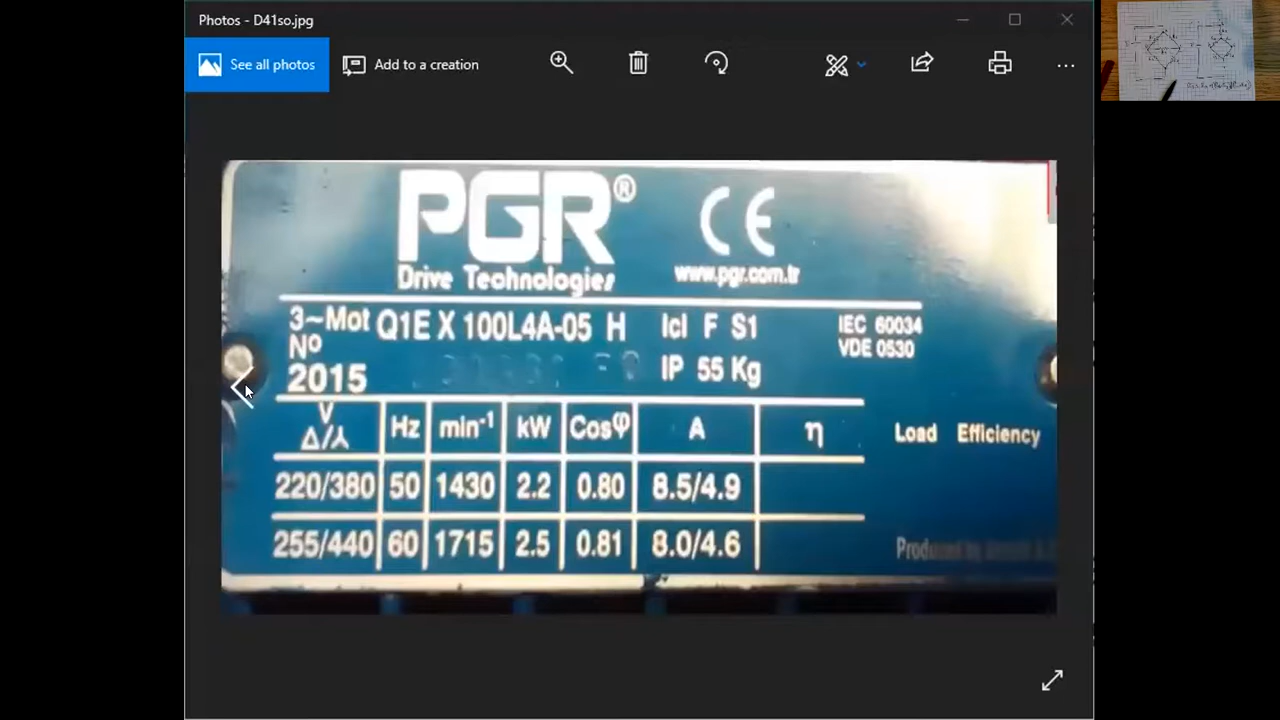 Photos - D41so.jpg
See all photos
Add to a creation
PGR®
CE
Drive Technologies
www.pgr.com.tr
3~Mot Q1E X 100L4A-05 H Icl F S1
IEC 60034
VDE 0530
Nº
2015
IP 55 Kg
V Δ/⅄ Hz min⁻¹ kW Cosφ A η
Load Efficiency
220/380 50 1430 2.2 0.80 8.5/4.9
255/440 60 1715 2.5 0.81 8.0/4.6
Produced by